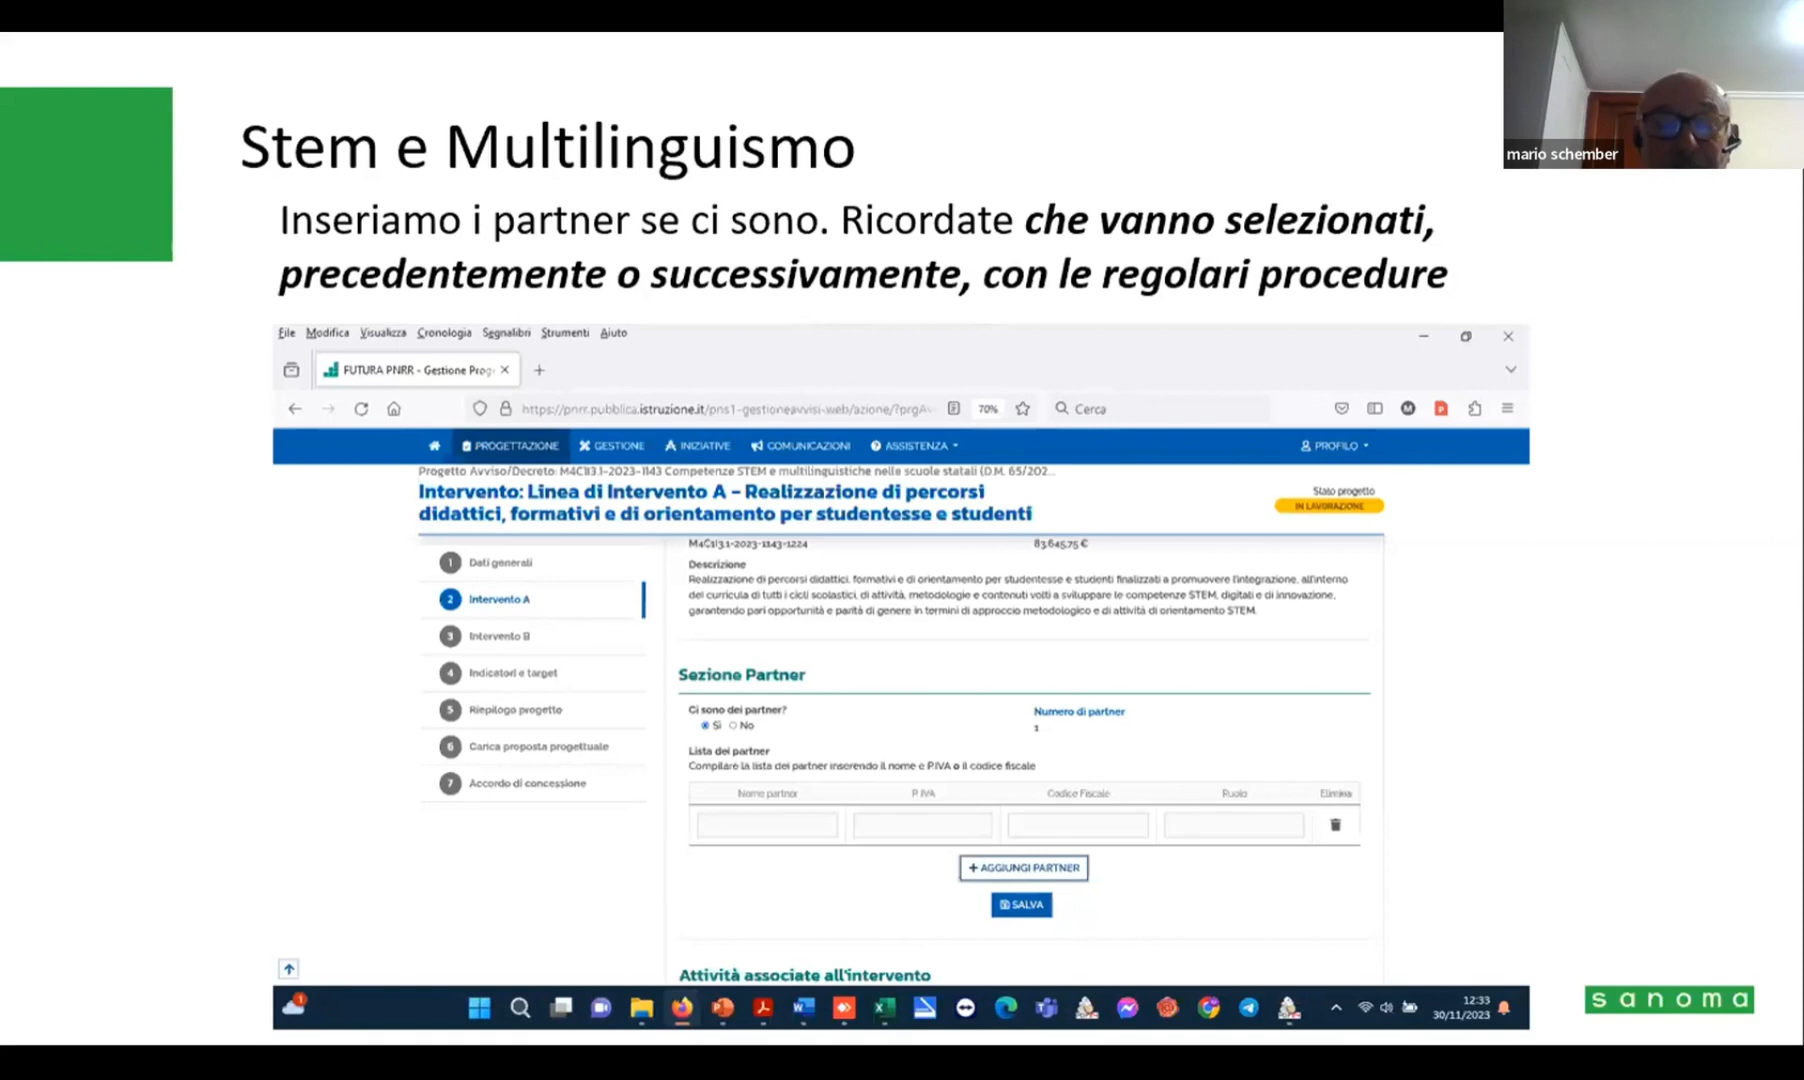 mario schember
Stem e Multilinguismo
Inseriamo i partner se ci sono. Ricordate che vanno selezionati,
precedentemente o successivamente, con le regolari procedure
File Modifica Visualizza Cronologia Segnalibri Strumenti Aiuto
FUTURA PNRR - Gestione Prog
https://pnrr.pubblica.istruzione.it/pns1-gestioneavvisi-web/azione/?prgAv
70%
Cerca
PROGETTAZIONE GESTIONE INIZIATIVE COMUNICAZIONI ASSISTENZA PROFILO
Progetto Avviso/Decreto: M4C1I3.1-2023-1143 Competenze STEM e multilinguistiche nelle scuole statali (D.M. 65/202...
Intervento: Linea di Intervento A - Realizzazione di percorsi
didattici, formativi e di orientamento per studentesse e studenti
Stato progetto
IN LAVORAZIONE
1 Dati generali
2 Intervento A
3 Intervento B
4 Indicatori e target
5 Riepilogo progetto
6 Carica proposta progettuale
7 Accordo di concessione
M4C1I3.1-2023-1143-1224 83.645,75 €
Descrizione
Realizzazione di percorsi didattici, formativi e di orientamento per studentesse e studenti finalizzati a promuovere l'integrazione, all'interno
dei curricula di tutti i cicli scolastici, di attività, metodologie e contenuti volti a sviluppare le competenze STEM, digitali e di innovazione,
garantendo pari opportunità e parità di genere in termini di approccio metodologico e di attività di orientamento STEM.
Sezione Partner
Ci sono dei partner?
Sì No
Numero di partner
1
Lista dei partner
Compilare la lista dei partner inserendo il nome e P.IVA o il codice fiscale
Nome partner P. IVA Codice Fiscale Ruolo Elimina
+ AGGIUNGI PARTNER
SALVA
Attività associate all'intervento
1
12:33
30/11/2023
sanoma